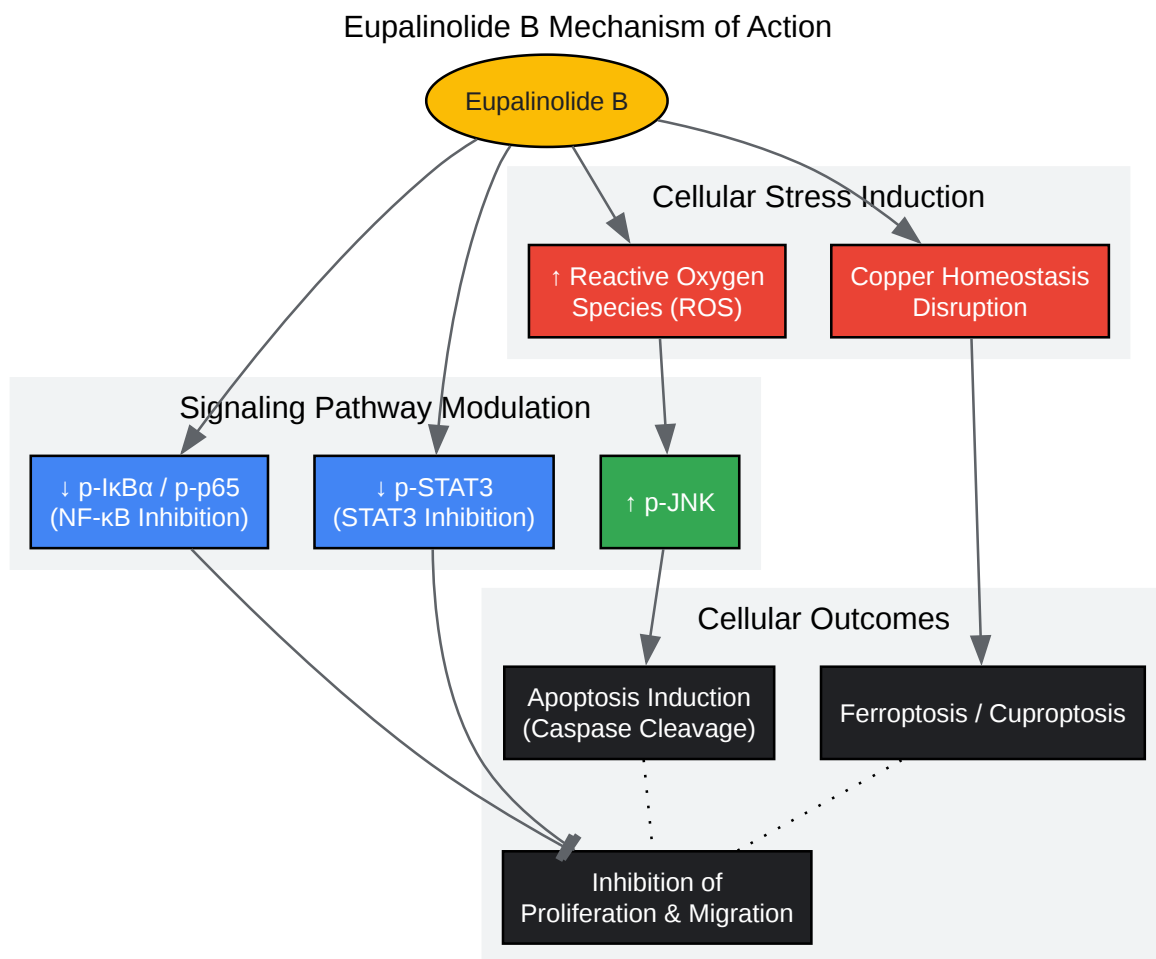 Eupalinolide B Mechanism of Action
Eupalinolide B
Cellular Stress Induction
↑ Reactive Oxygen
Species (ROS)
Copper Homeostasis
Disruption
Signaling Pathway Modulation
↓ p-IκBα / p-p65
(NF-κB Inhibition)
↓ p-STAT3
(STAT3 Inhibition)
↑ p-JNK
Cellular Outcomes
Apoptosis Induction
(Caspase Cleavage)
Ferroptosis / Cuproptosis
Inhibition of
Proliferation & Migration